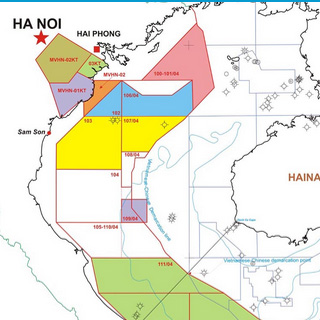 HA NOI
HAI PHONG
MVHN-02KT
03KT
MVHN-02
100-101/04
MVHN-01KT
106/04
102
103
107/04
Sam Son
108/04
104
HAINA
109/04
105-110/04
Vietnamese-Chinese demarcation line
Vietnamese-Chinese demarcation point
111/04